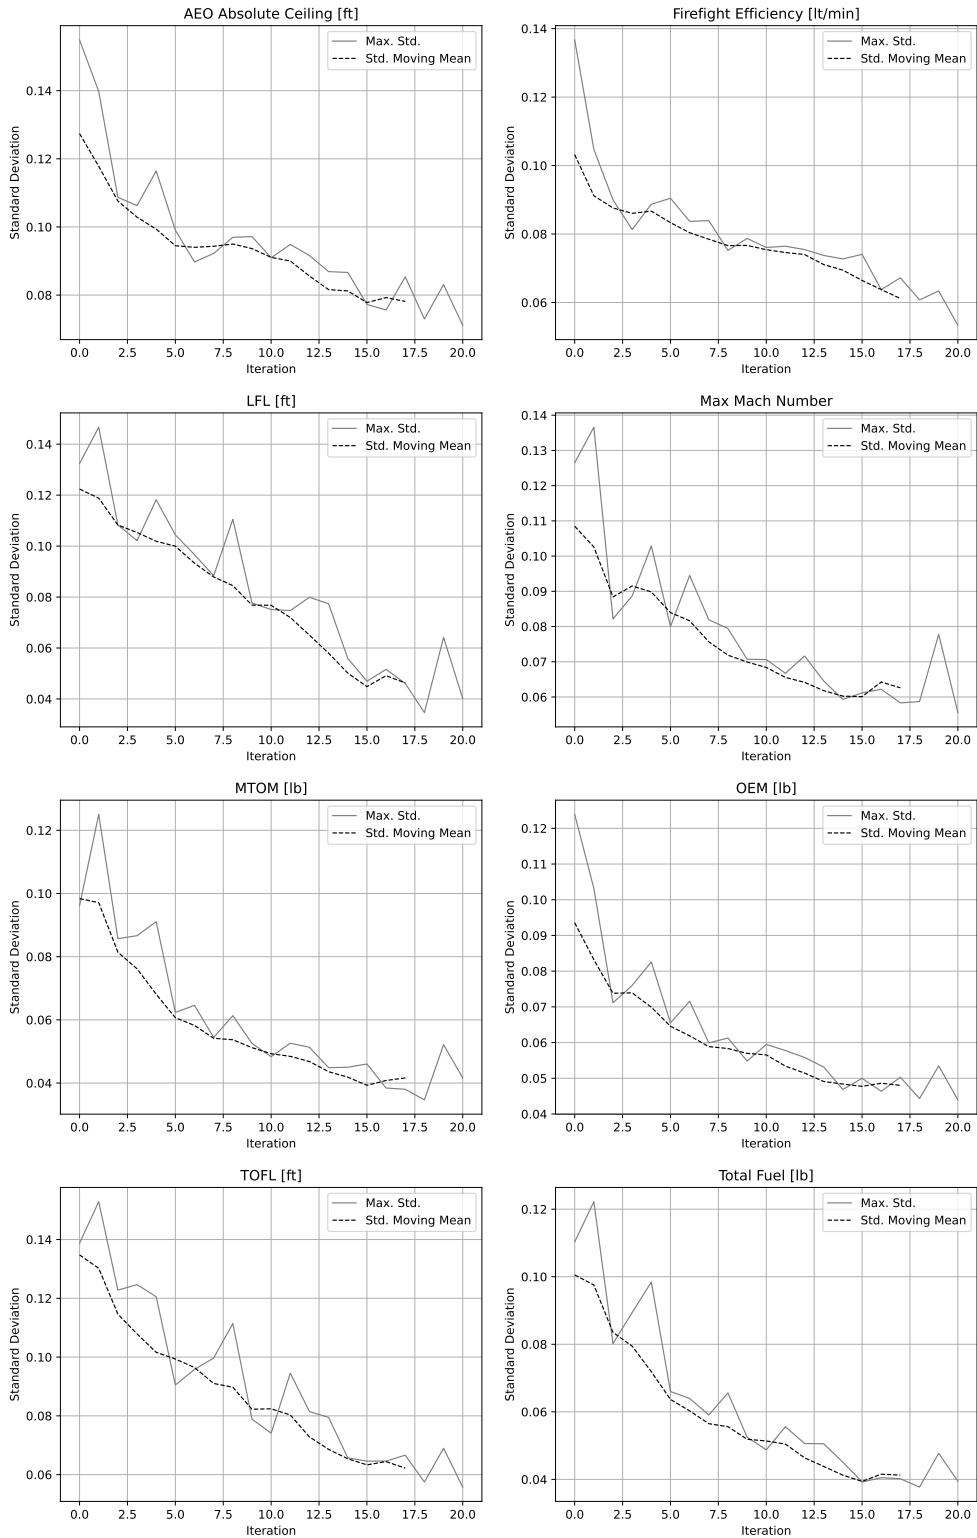 AEO Absolute Ceiling [ft]
Standard Deviation
0.14
0.12
0.10
0.08
Max. Std.
Std. Moving Mean
0.0 2.5 5.0 7.5 10.0 12.5 15.0 17.5 20.0
Iteration
Firefight Efficiency [lt/min]
Standard Deviation
0.14
0.12
0.10
0.08
0.06
Max. Std.
Std. Moving Mean
0.0 2.5 5.0 7.5 10.0 12.5 15.0 17.5 20.0
Iteration
LFL [ft]
Standard Deviation
0.14
0.12
0.10
0.08
0.06
0.04
Max. Std.
Std. Moving Mean
0.0 2.5 5.0 7.5 10.0 12.5 15.0 17.5 20.0
Iteration
Max Mach Number
Standard Deviation
0.14
0.13
0.12
0.11
0.10
0.09
0.08
0.07
0.06
Max. Std.
Std. Moving Mean
0.0 2.5 5.0 7.5 10.0 12.5 15.0 17.5 20.0
Iteration
MTOM [lb]
Standard Deviation
0.12
0.10
0.08
0.06
0.04
Max. Std.
Std. Moving Mean
0.0 2.5 5.0 7.5 10.0 12.5 15.0 17.5 20.0
Iteration
OEM [lb]
Standard Deviation
0.12
0.11
0.10
0.09
0.08
0.07
0.06
0.05
0.04
Max. Std.
Std. Moving Mean
0.0 2.5 5.0 7.5 10.0 12.5 15.0 17.5 20.0
Iteration
TOFL [ft]
Standard Deviation
0.14
0.12
0.10
0.08
0.06
Max. Std.
Std. Moving Mean
0.0 2.5 5.0 7.5 10.0 12.5 15.0 17.5 20.0
Iteration
Total Fuel [lb]
Standard Deviation
0.12
0.10
0.08
0.06
0.04
Max. Std.
Std. Moving Mean
0.0 2.5 5.0 7.5 10.0 12.5 15.0 17.5 20.0
Iteration